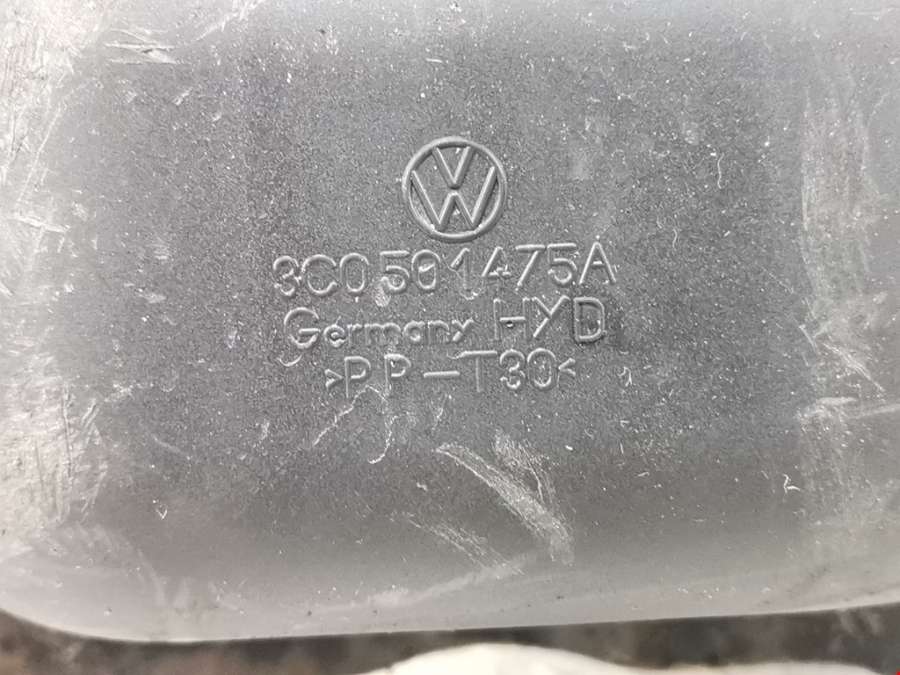 3C0 501 475A
Germany HYD
>PP-T30<